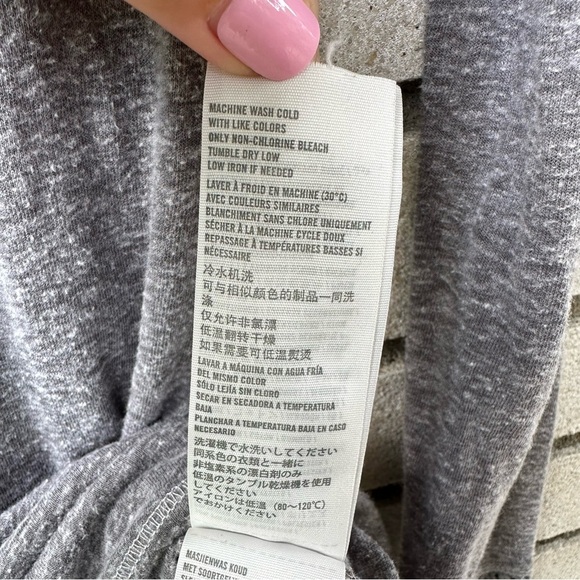 MACHINE WASH COLD
WITH LIKE COLORS
ONLY NON-CHLORINE BLEACH
TUMBLE DRY LOW
LOW IRON IF NEEDED
LAVER À FROID EN MACHINE (30°C)
AVEC COULEURS SIMILAIRES
BLANCHIMENT SANS CHLORE UNIQUEMENT
SÉCHER À LA MACHINE CYCLE DOUX
REPASSAGE À TEMPÉRATURES BASSES SI
NÉCESSAIRE
冷水机洗
可与相似颜色的制品一同洗
涤
仅允许非氯漂
低温翻转干燥
如果需要可低温熨烫
LAVAR A MÁQUINA CON AGUA FRÍA
DEL MISMO COLOR
SÓLO LEJÍA SIN CLORO
SECAR EN SECADORA A TEMPERATURA
BAJA
PLANCHAR A TEMPERATURA BAJA EN CASO
NECESARIO
洗濯機で水洗いしてください
同系色の衣類と一緒に
非塩素系の漂白剤のみ
低温のタンブル乾燥機を使用
してください
アイロンは低温（80～120℃）
でおかけください
MASJIENWAS KOUD
MET SOORTGEL